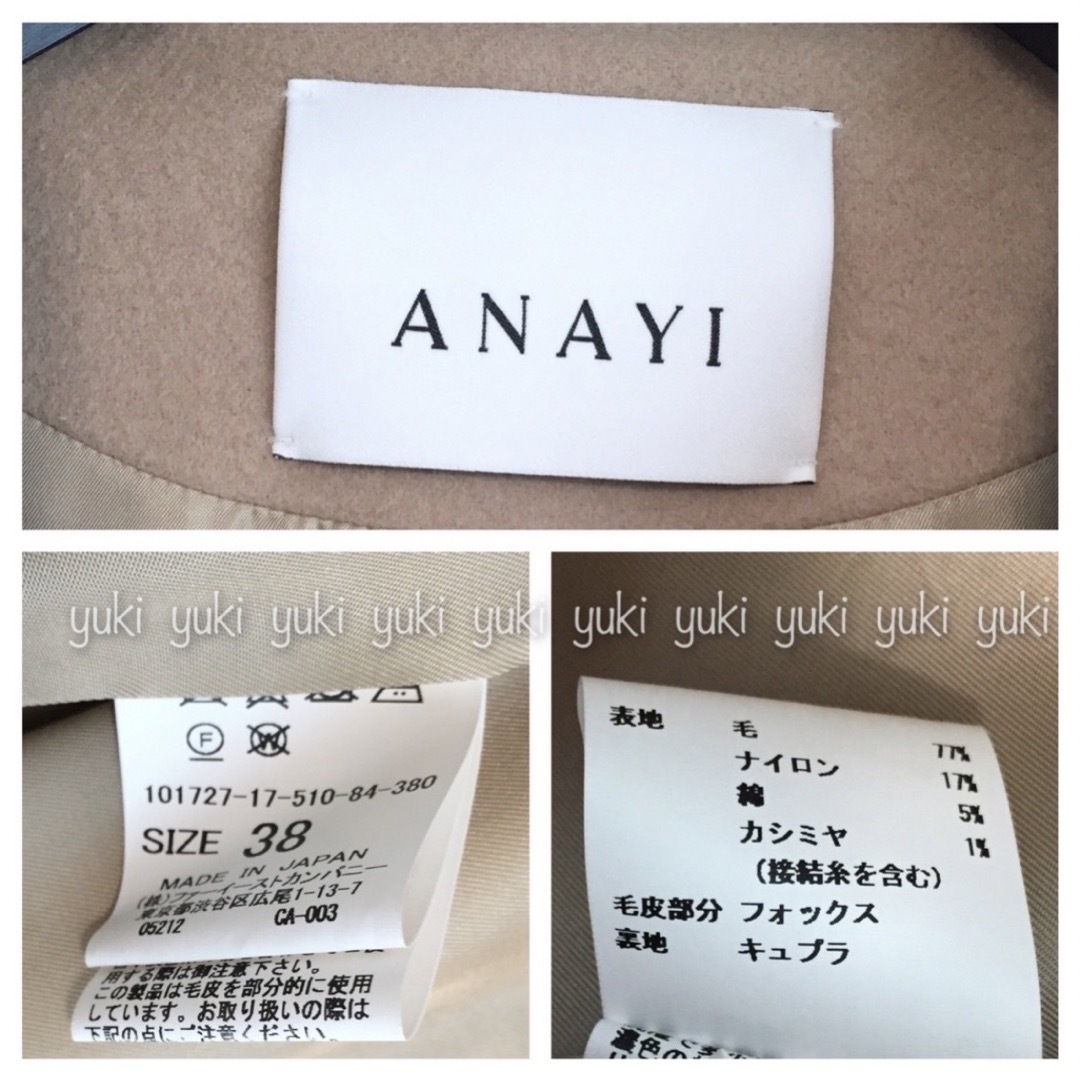 ANAYI
yuki yuki yuki yuki yuki yuki yuki yuki yuki yuki
F
W
101727-17-510-84-380
SIZE 38
MADE IN JAPAN
(株)ファーイーストカンパニー
東京都渋谷区広尾1-13-7
05212 CA-003
用する際は御注意下さい。
この製品は毛皮を部分的に使用
しています。お取り扱いの際は
下記の点にご注意ください。
表地 毛 77%
ナイロン 17%
綿 5%
カシミヤ 1%
(接結糸を含む)
毛皮部分 フォックス
裏地 キュプラ
濃色の